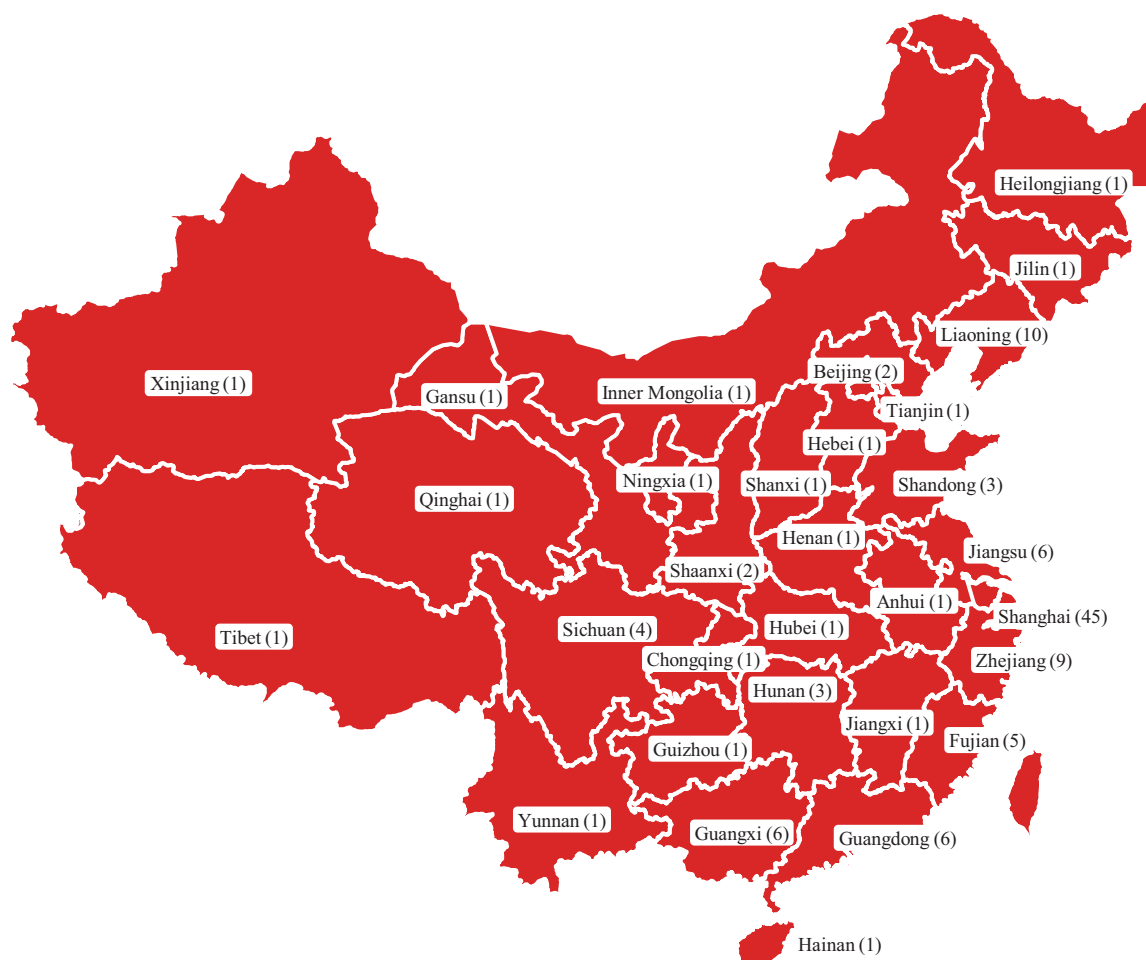 Heilongjiang (1)
Jilin (1)
Liaoning (10)
Beijing (2)
Xinjiang (1)
Gansu (1)
Inner Mongolia (1)
Tianjin (1)
Hebei (1)
Ningxia (1)
Shanxi (1)
Shandong (3)
Qinghai (1)
Henan (1)
Jiangsu (6)
Shaanxi (2)
Anhui (1)
Shanghai (45)
Tibet (1)
Sichuan (4)
Hubei (1)
Chongqing (1)
Zhejiang (9)
Hunan (3)
Jiangxi (1)
Fujian (5)
Guizhou (1)
Yunnan (1)
Guangxi (6)
Guangdong (6)
Hainan (1)